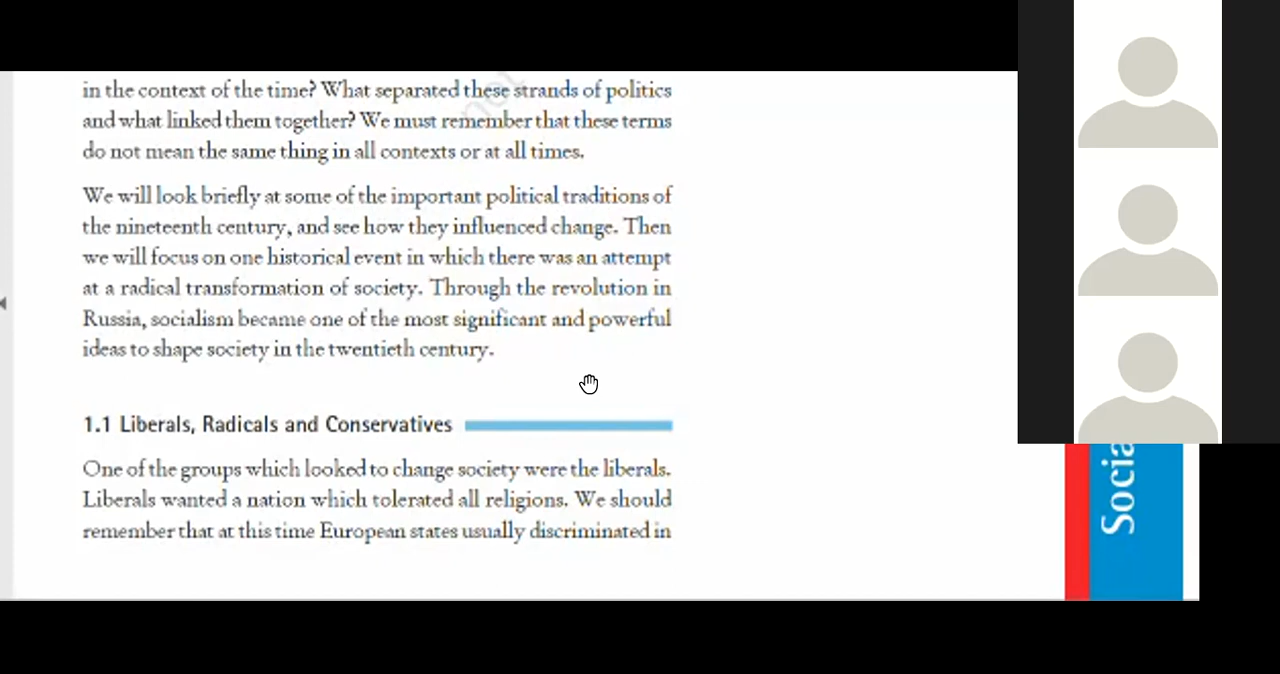 in the context of the time? What separated these strands of politics
and what linked them together? We must remember that these terms
do not mean the same thing in all contexts or at all times.
We will look briefly at some of the important political traditions of
the nineteenth century, and see how they influenced change. Then
we will focus on one historical event in which there was an attempt
at a radical transformation of society. Through the revolution in
Russia, socialism became one of the most significant and powerful
ideas to shape society in the twentieth century.
1.1 Liberals, Radicals and Conservatives
One of the groups which looked to change society were the liberals.
Liberals wanted a nation which tolerated all religions. We should
remember that at this time European states usually discriminated in
Socia